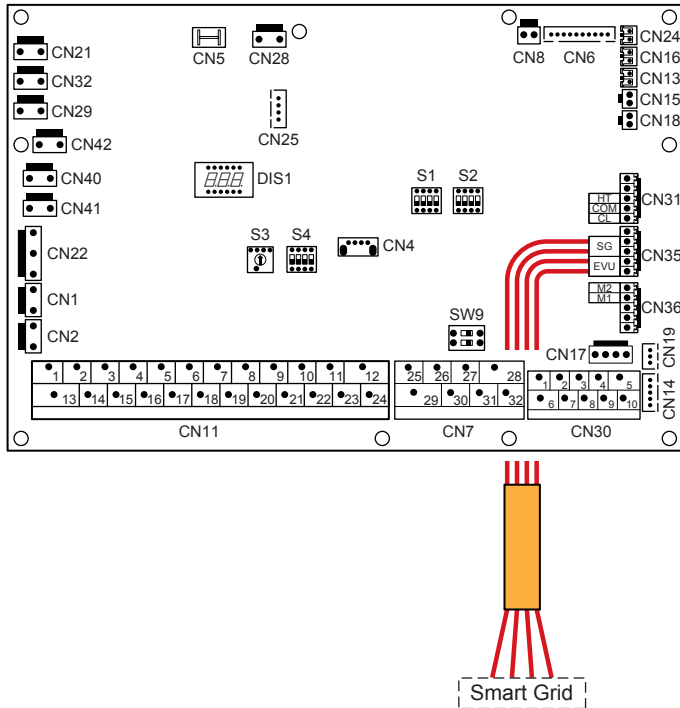 CN21
CN32
CN29
CN42
CN40
CN41
CN22
CN1
CN2
CN5
CN28
CN25
DIS1
888
S1
S2
S3
S4
CN4
SW9
CN8
CN6
CN24
CN16
CN13
CN15
CN18
HT
COM
CL
CN31
SG
EVU
CN35
M2
M1
CN36
CN17
CN19
CN14
1 2 3 4 5 6 7 8 9 10 11 12
13 14 15 16 17 18 19 20 21 22 23 24
CN11
25 26 27 28
29 30 31 32
CN7
1 2 3 4 5
6 7 8 9 10
CN30
Smart Grid